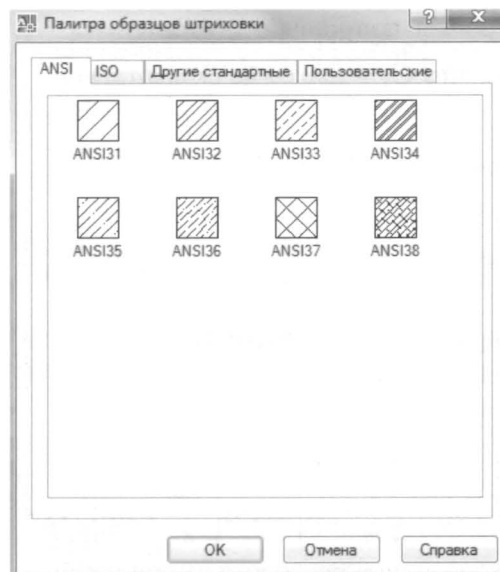 Палитра образцов штриховки
ANSI ISO Другие стандартные Пользовательские
ANSI31 ANSI32 ANSI33 ANSI34
ANSI35 ANSI36 ANSI37 ANSI38
OK Отмена Справка